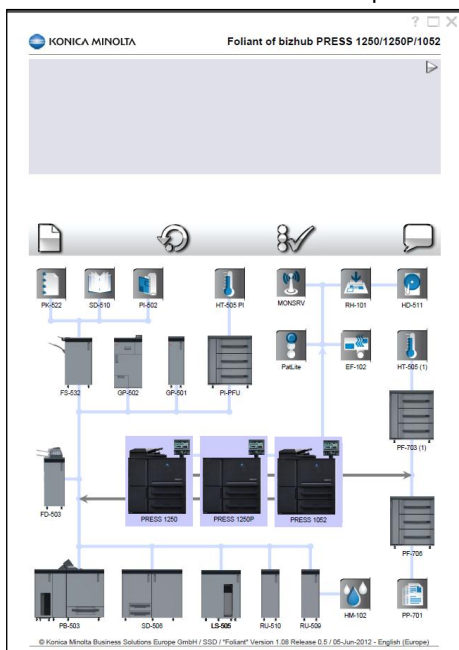 KONICA MINOLTA
Foliant of bizhub PRESS 1250/1250P/1052
PK-522 SD-510 PI-502 HT-505 PI MONSRV RH-101 HD-511
PatLite EF-102 HT-505 (1)
FS-532 GP-502 GP-501 PI-PFU
PF-703 (1)
FD-503 PRESS 1250 PRESS 1250P PRESS 1052
PF-706
PB-503 SD-506 LS-505 RU-510 RU-509 HM-102 PP-701
© Konica Minolta Business Solutions Europe GmbH / SSD / "Foliant" Version 1.08 Release 0.5 / 05-Jun-2012 - English (Europe)